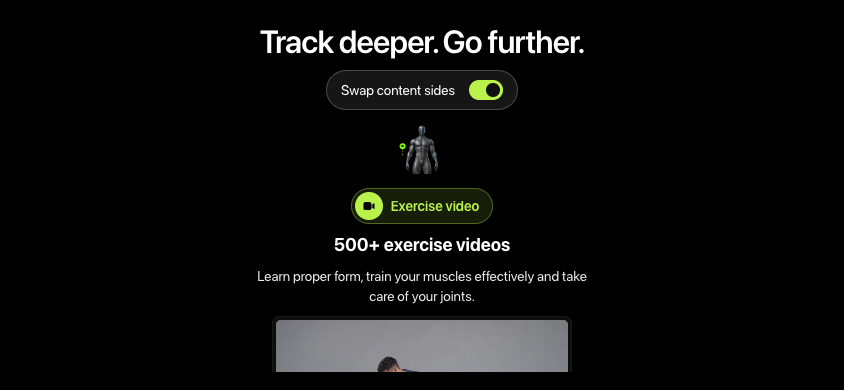 Track deeper. Go further.
Swap content sides
Exercise video
500+ exercise videos
Learn proper form, train your muscles effectively and take
care of your joints.